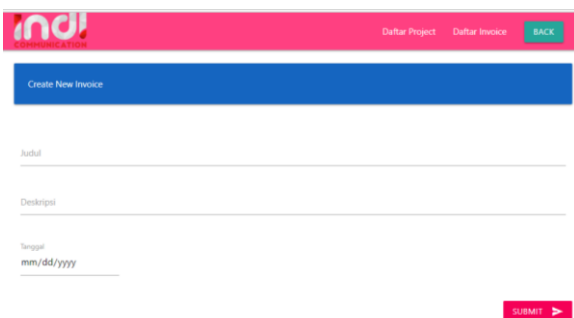 indi
COMMUNICATION
Daftar Project Daftar Invoice BACK
Create New Invoice
Judul
Deskripsi
Tanggal
mm/dd/yyyy
SUBMIT